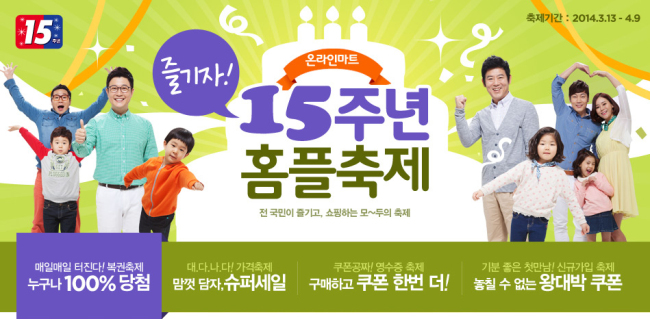 15주년
축제기간 : 2014.3.13 - 4.9
즐기자!
온라인마트
15주년
홈플축제
전 국민이 즐기고, 쇼핑하는 모~두의 축제
매일매일 터진다! 복권축제
누구나 100% 당첨
대.다.나.다! 가격축제
맘껏 담자,슈퍼세일
쿠폰공짜! 영수증 축제
구매하고 쿠폰 한번 더!
기분 좋은 첫만남! 신규가입 축제
놓칠 수 없는 왕대박 쿠폰